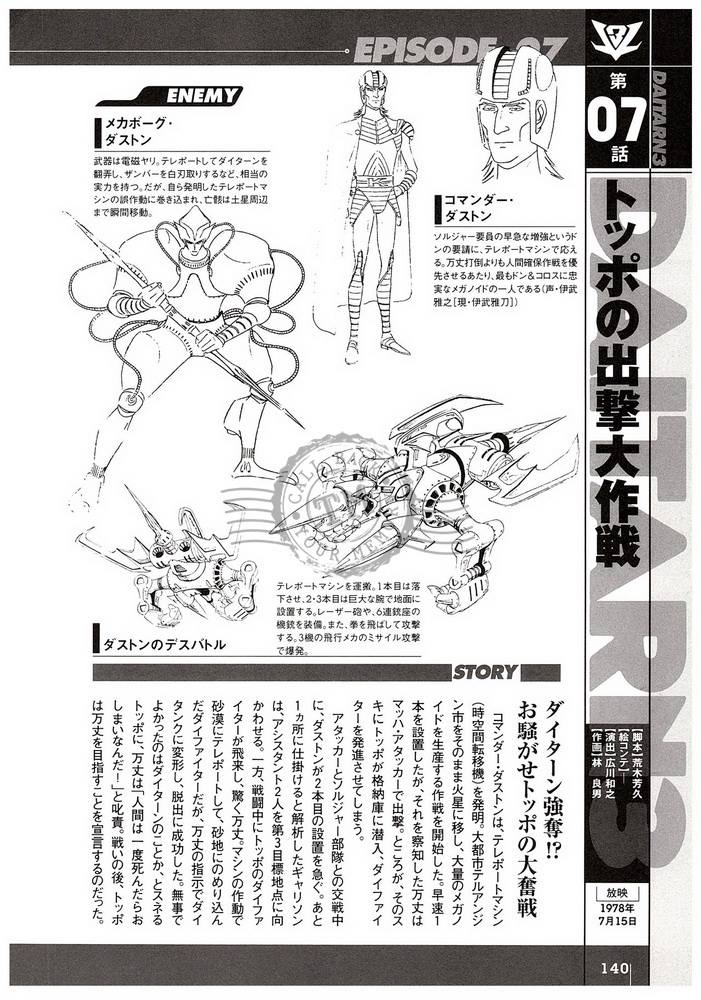 EPISODE-07
DAITARN3
第
07
話
トッポの出撃大作戦
DAITARN3
ENEMY
メカボーグ・
ダストン
武器は電磁ヤリ。テレポートしてダイターンを
翻弄し、ザンバーを白刃取りするなど、相当の
実力を持つ。だが、自ら発明したテレポートマ
シンの誤作動に巻き込まれ、亡骸は土星周辺
まで瞬間移動。
コマンダー・
ダストン
ソルジャー要員の早急な増強というド
ンの要請に、テレポートマシンで応え
る。万丈打倒よりも人間確保作戦を優
先させるあたり、最もドン＆コロスに忠
実なメガノイドの一人である(声・伊武
雅之[現・伊武雅刀])
テレポートマシンを運搬。1本目は落
下させ、2・3本目は巨大な腕で地面に
設置する。レーザー砲や、6連銃座の
機銃を装備。また、拳を飛ばして攻撃
する。3機の飛行メカのミサイル攻撃
で爆発。
ダストンのデスバトル
STORY
ダイターン強奪!?
お騒がせトッポの大奮戦
コマンダー・ダストンは、テレポートマシン
(時空間転移機)を発明。大都市テルアンジ
ン市をそのまま火星に移し、大量のメガノ
イドを生産する作戦を開始した。早速1
本を設置したが、それを察知した万丈は
マッハ・アタッカーで出撃。ところが、そのス
キにトッポが格納庫に潜入、ダイファイ
ターを発進させてしまう。
アタッカーとソルジャー部隊との交戦中
に、ダストンが2本目の設置を急ぐ。あと
1ヵ所に仕掛けると解析したギャリソン
は、アシスタント2人を第3目標地点に向
かわせる。一方、戦闘中にトッポのダイファ
イターが飛来し、驚く万丈。マシンの作動で
砂漠にテレポートして、砂地にのめり込ん
だダイファイターだが、万丈の指示でダイ
タンクに変形し、脱出に成功した。無事で
よかったのはダイターンのことか、とスネる
トッポに、万丈は「人間は一度死んだらお
しまいなんだ!」と叱責。戦いの後、トッポ
は万丈を目指すことを宣言するのだった。
【脚本】荒木芳久
【絵コンテ】―
【演出】広川和之
【作画】林 良男
放映
1978年
7月15日
140